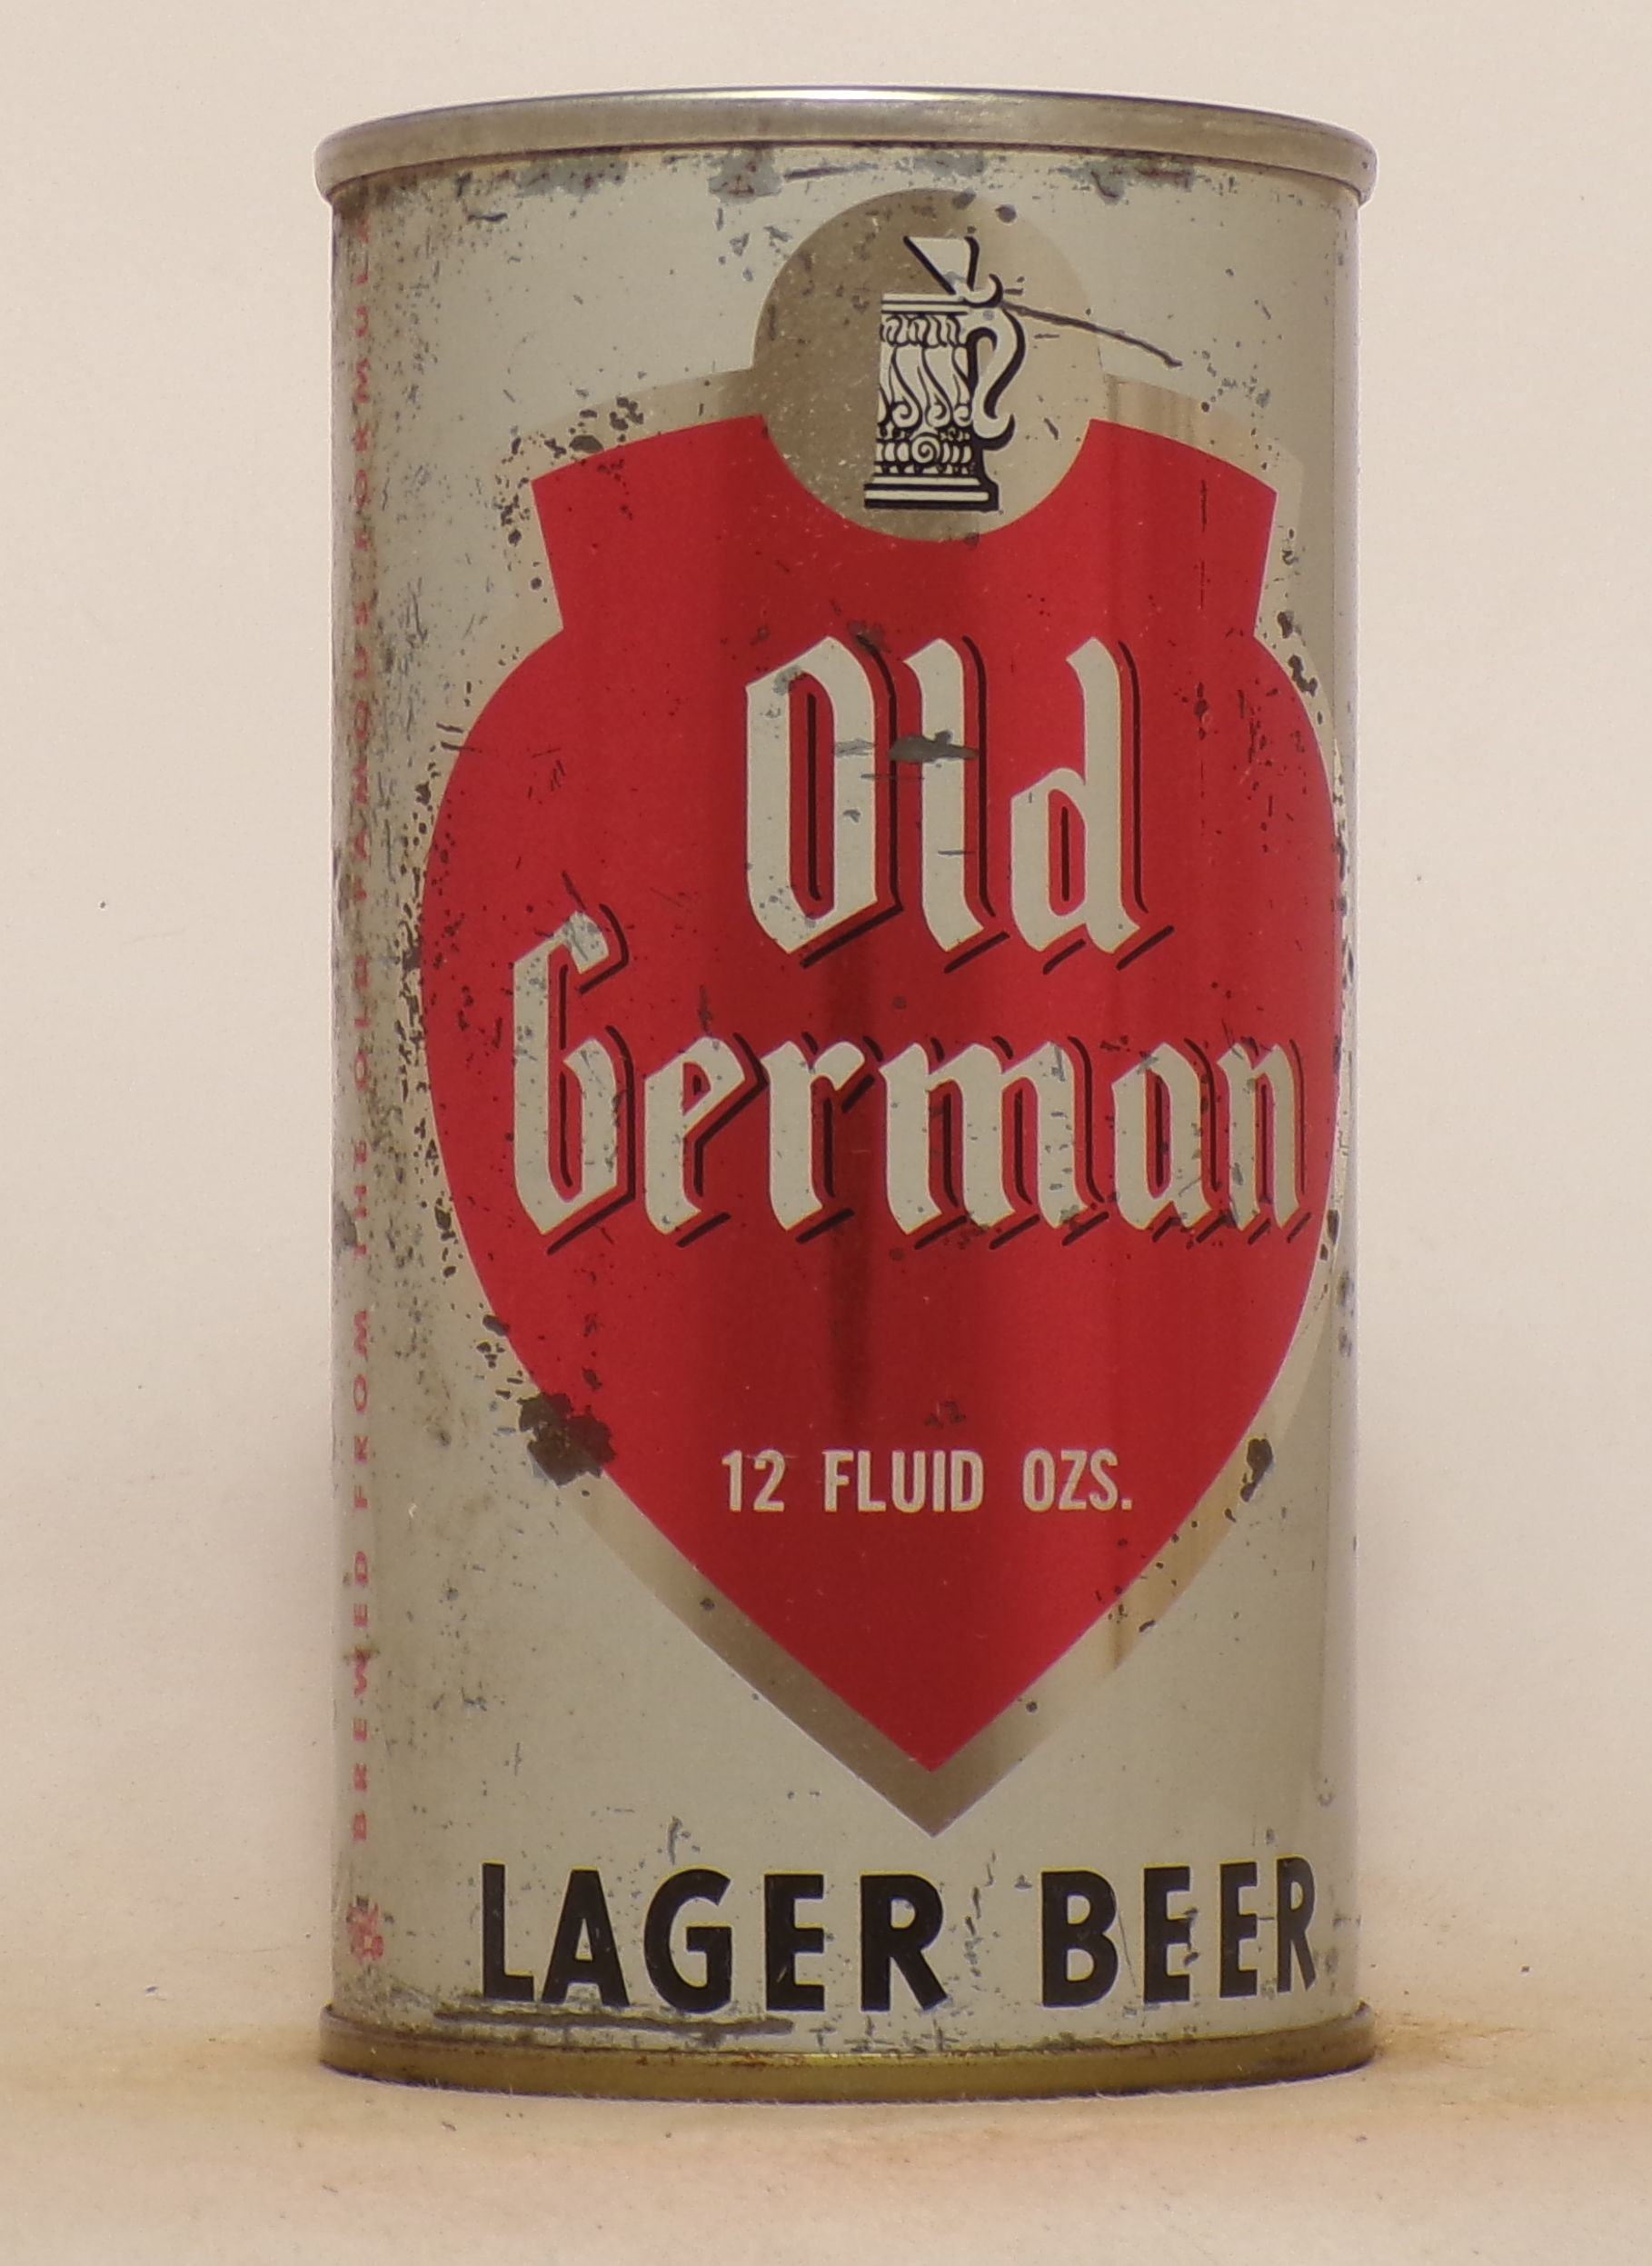 Old
German
12 FLUID OZS.
LAGER BEER
BREWED FROM THE OLD FAMOUS FORMULA